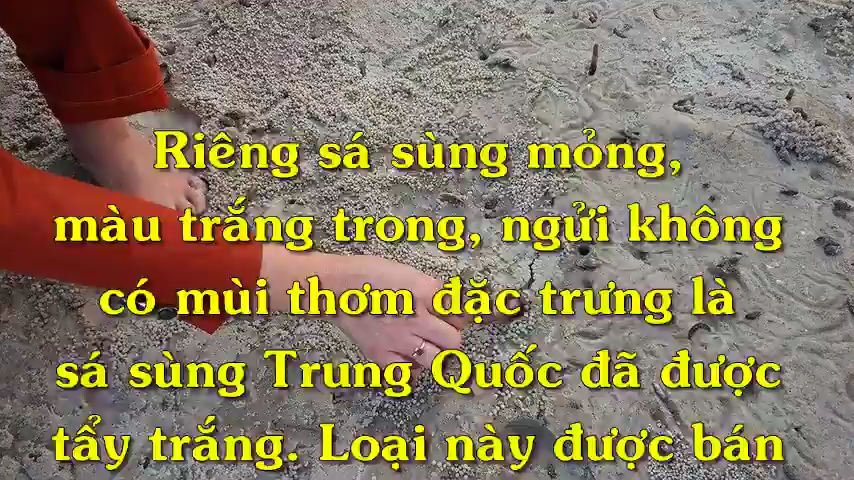 Riêng sá sùng mỏng,
màu trắng trong, ngửi không
có mùi thơm đặc trưng là
sá sùng Trung Quốc đã được
tẩy trắng. Loại này được bán